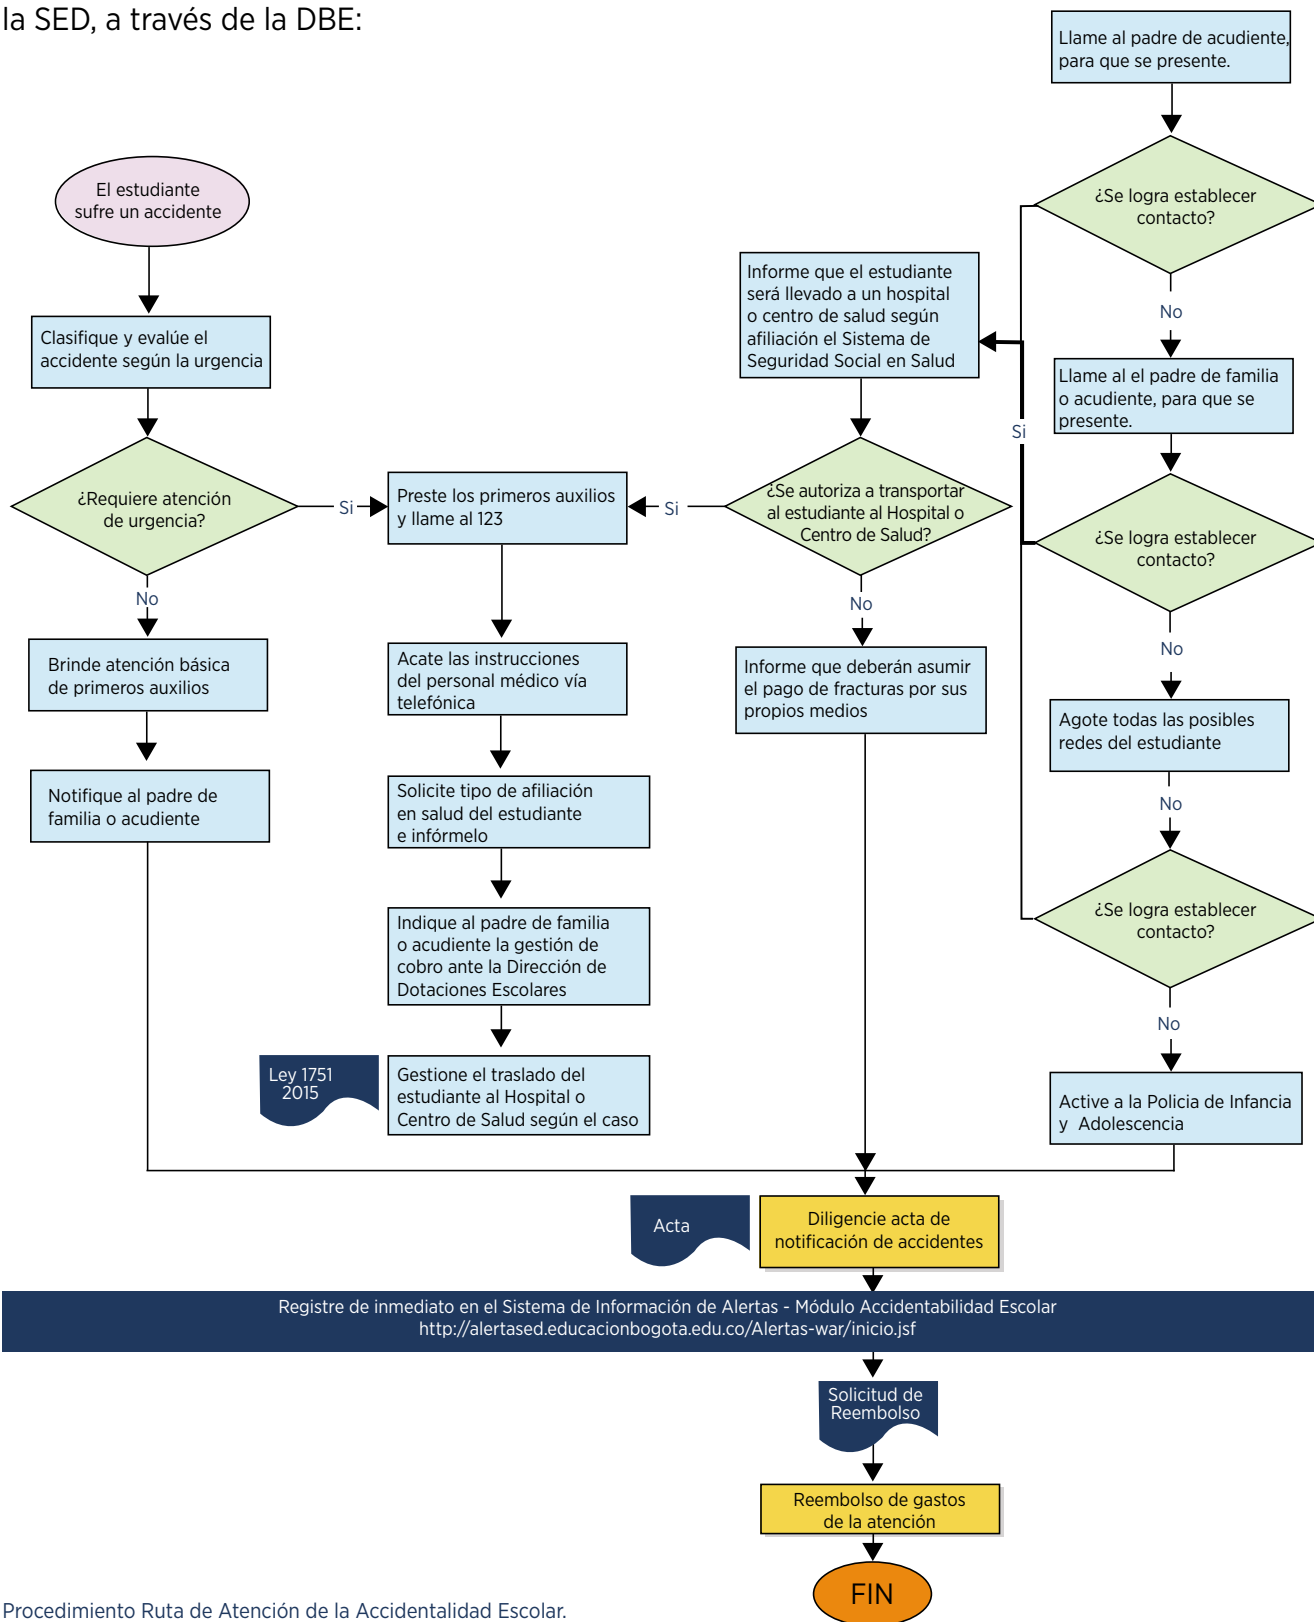 la SED, a través de la DBE:
El estudiante
sufre un accidente
Clasifique y evalúe el
accidente según la urgencia
¿Requiere atención
de urgencia?
Si
No
Brinde atención básica
de primeros auxilios
Notifique al padre de
familia o acudiente
Preste los primeros auxilios
y llame al 123
Acate las instrucciones
del personal médico vía
telefónica
Solicite tipo de afiliación
en salud del estudiante
e infórmelo
Indique al padre de familia
o acudiente la gestión de
cobro ante la Dirección de
Dotaciones Escolares
Ley 1751
2015
Gestione el traslado del
estudiante al Hospital o
Centro de Salud según el caso
Informe que el estudiante
será llevado a un hospital
o centro de salud según
afiliación el Sistema de
Seguridad Social en Salud
¿Se autoriza a transportar
al estudiante al Hospital o
Centro de Salud?
Si
No
Informe que deberán asumir
el pago de fracturas por sus
propios medios
Llame al padre de acudiente,
para que se presente.
¿Se logra establecer
contacto?
No
Llame al el padre de familia
o acudiente, para que se
presente.
Si
¿Se logra establecer
contacto?
No
Agote todas las posibles
redes del estudiante
No
¿Se logra establecer
contacto?
No
Active a la Policia de Infancia
y Adolescencia
Acta
Diligencie acta de
notificación de accidentes
Registre de inmediato en el Sistema de Información de Alertas - Módulo Accidentabilidad Escolar
http://alertased.educacionbogota.edu.co/Alertas-war/inicio.jsf
Solicitud de
Reembolso
Reembolso de gastos
de la atención
FIN
Procedimiento Ruta de Atención de la Accidentalidad Escolar.